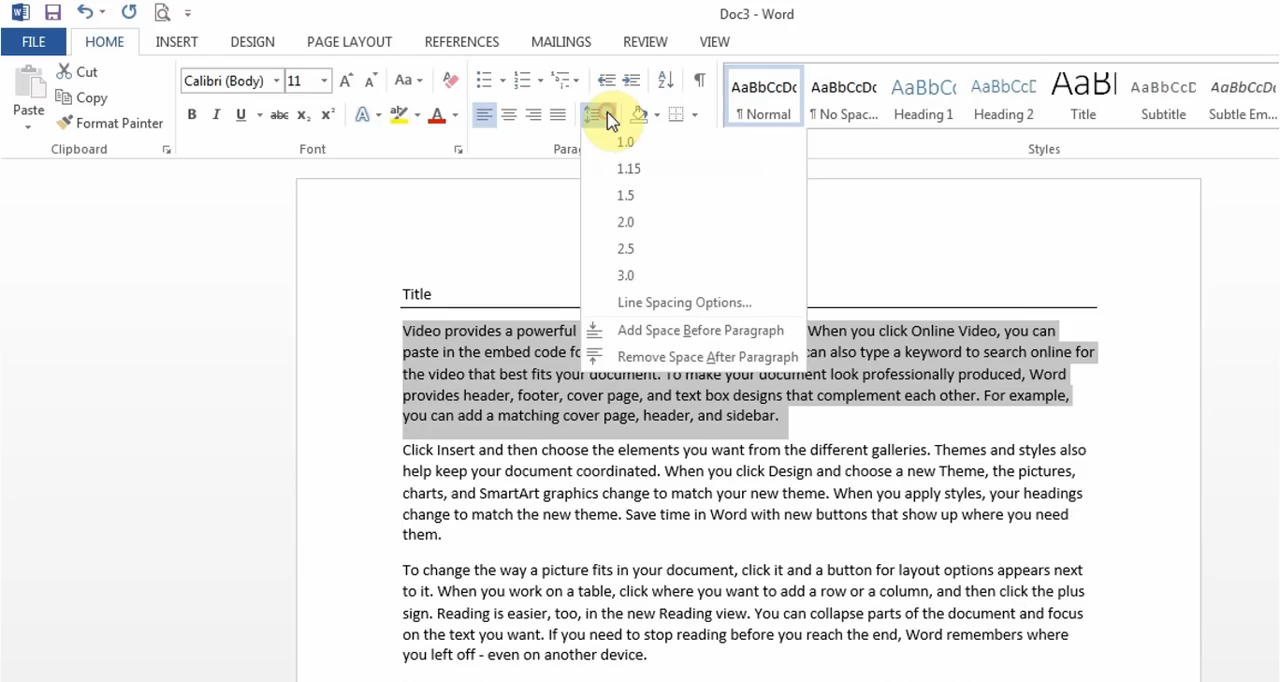 Doc3 - Word
FILE HOME INSERT DESIGN PAGE LAYOUT REFERENCES MAILINGS REVIEW VIEW
Cut
Calibri (Body) 11 Aa
Copy
Paste
Format Painter
B I U abc X₂ X² A ab A
AaBbCcDc AaBbCcDc AaBbC( AaBbCcD AaB AaBbCcD AaBbCcDc
¶ Normal ¶ No Spac... Heading 1 Heading 2 Title Subtitle Subtle Em...
Clipboard Font Parag Styles
1.0
1.15
1.5
2.0
2.5
3.0
Line Spacing Options...
Add Space Before Paragraph
Remove Space After Paragraph
Title
Video provides a powerful When you click Online Video, you can
paste in the embed code fo can also type a keyword to search online for
the video that best fits your document. To make your document look professionally produced, Word
provides header, footer, cover page, and text box designs that complement each other. For example,
you can add a matching cover page, header, and sidebar.
Click Insert and then choose the elements you want from the different galleries. Themes and styles also
help keep your document coordinated. When you click Design and choose a new Theme, the pictures,
charts, and SmartArt graphics change to match your new theme. When you apply styles, your headings
change to match the new theme. Save time in Word with new buttons that show up where you need
them.
To change the way a picture fits in your document, click it and a button for layout options appears next
to it. When you work on a table, click where you want to add a row or a column, and then click the plus
sign. Reading is easier, too, in the new Reading view. You can collapse parts of the document and focus
on the text you want. If you need to stop reading before you reach the end, Word remembers where
you left off - even on another device.